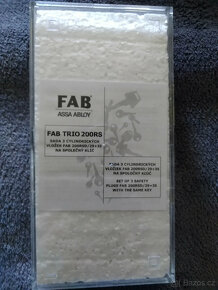 FAB
ASSA ABLOY
FAB TRIO 200RS
SADA 3 CYLINDRICKÝCH
VLOŽEK FAB 200RSD/29+35
NA SPOLEČNÝ KLÍČ
SADA 3 CYLINDRICKÝCH
VLOŽIEK FAB 200RSD/29+35
NA SPOLOČNÝ KĽÚČ
SET OF 3 SAFETY
PLUGS FAB 200RSD/29+35
WITH THE SAME KEY